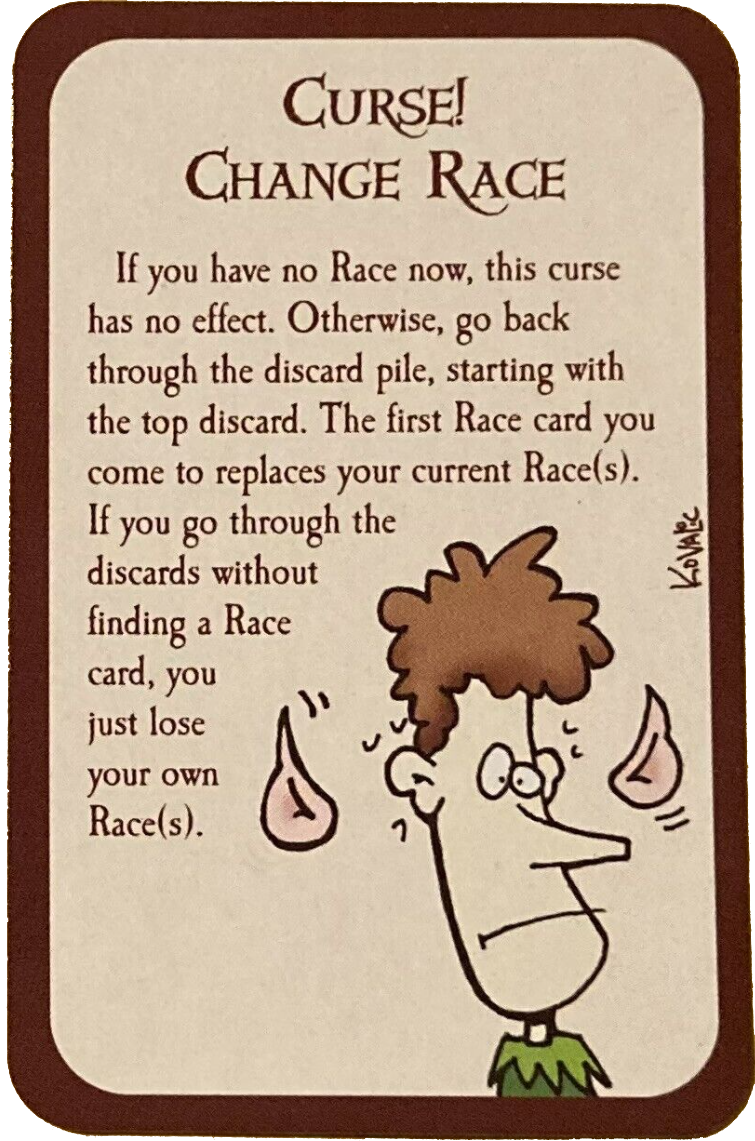 Curse!
Change Race
If you have no Race now, this curse
has no effect. Otherwise, go back
through the discard pile, starting with
the top discard. The first Race card you
come to replaces your current Race(s).
If you go through the
discards without
finding a Race
card, you
just lose
your own
Race(s).
Kovalic